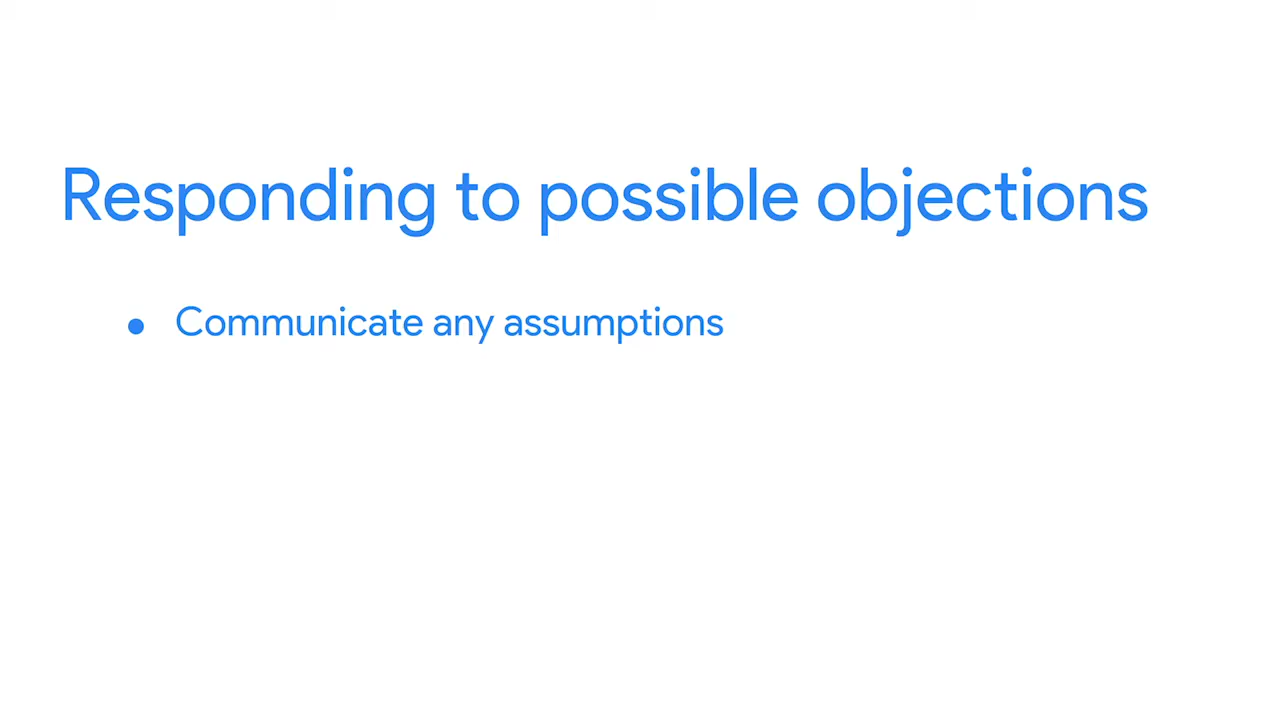 Responding to possible objections
● Communicate any assumptions